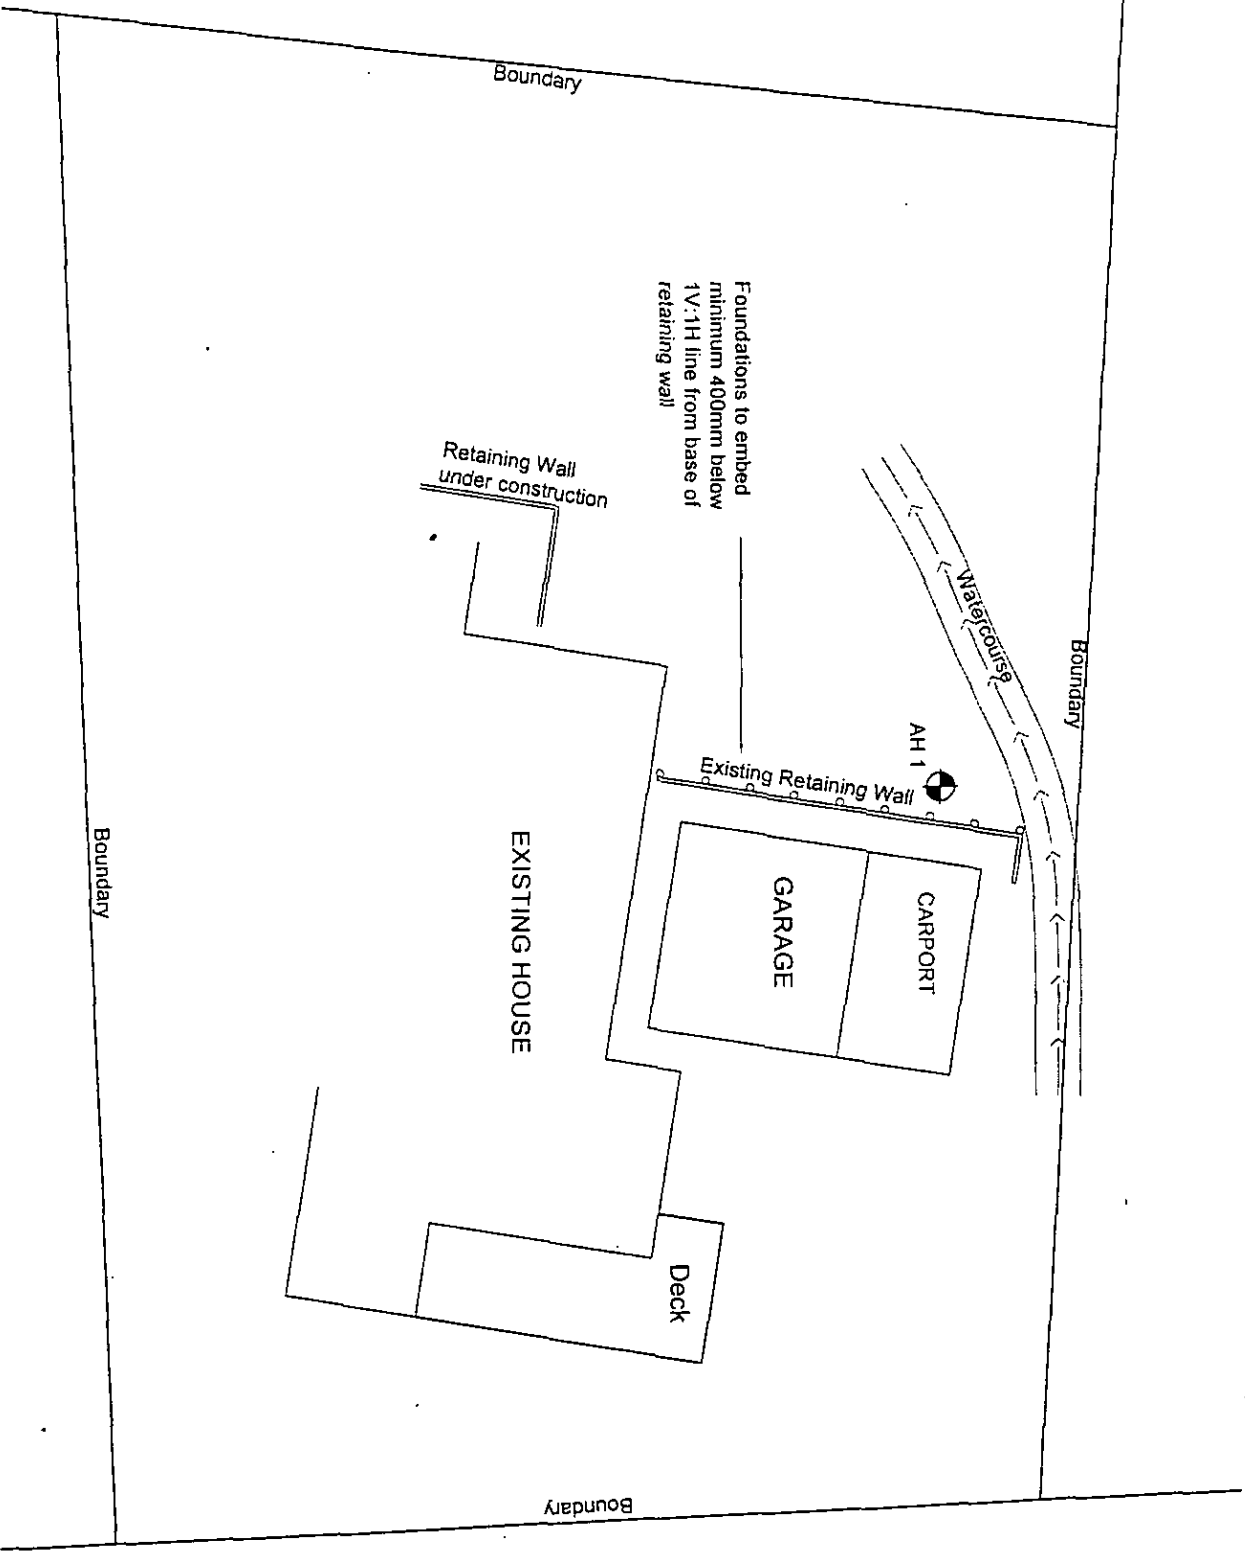 Boundary
Foundations to embed
minimum 400mm below
1V:1H line from base of
retaining wall
Retaining Wall
under construction
Watercourse
Boundary
AH 1
Existing Retaining Wall
CARPORT
GARAGE
EXISTING HOUSE
Boundary
Deck
Boundary